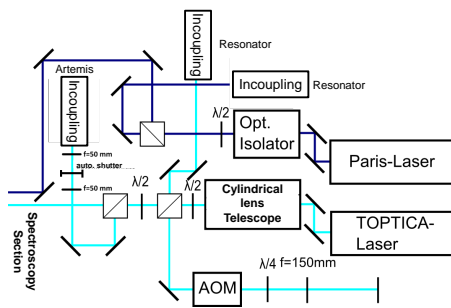 Resonator
Incoupling
Artemis
Incoupling
Incoupling
Resonator
λ/2
Opt.
Isolator
Paris-Laser
f=50 mm
auto. shutter
f=50 mm
λ/2
λ/2
Cylindrical
lens
Telescope
TOPTICA-
Laser
Spectroscopy
Section
AOM
λ/4 f=150mm